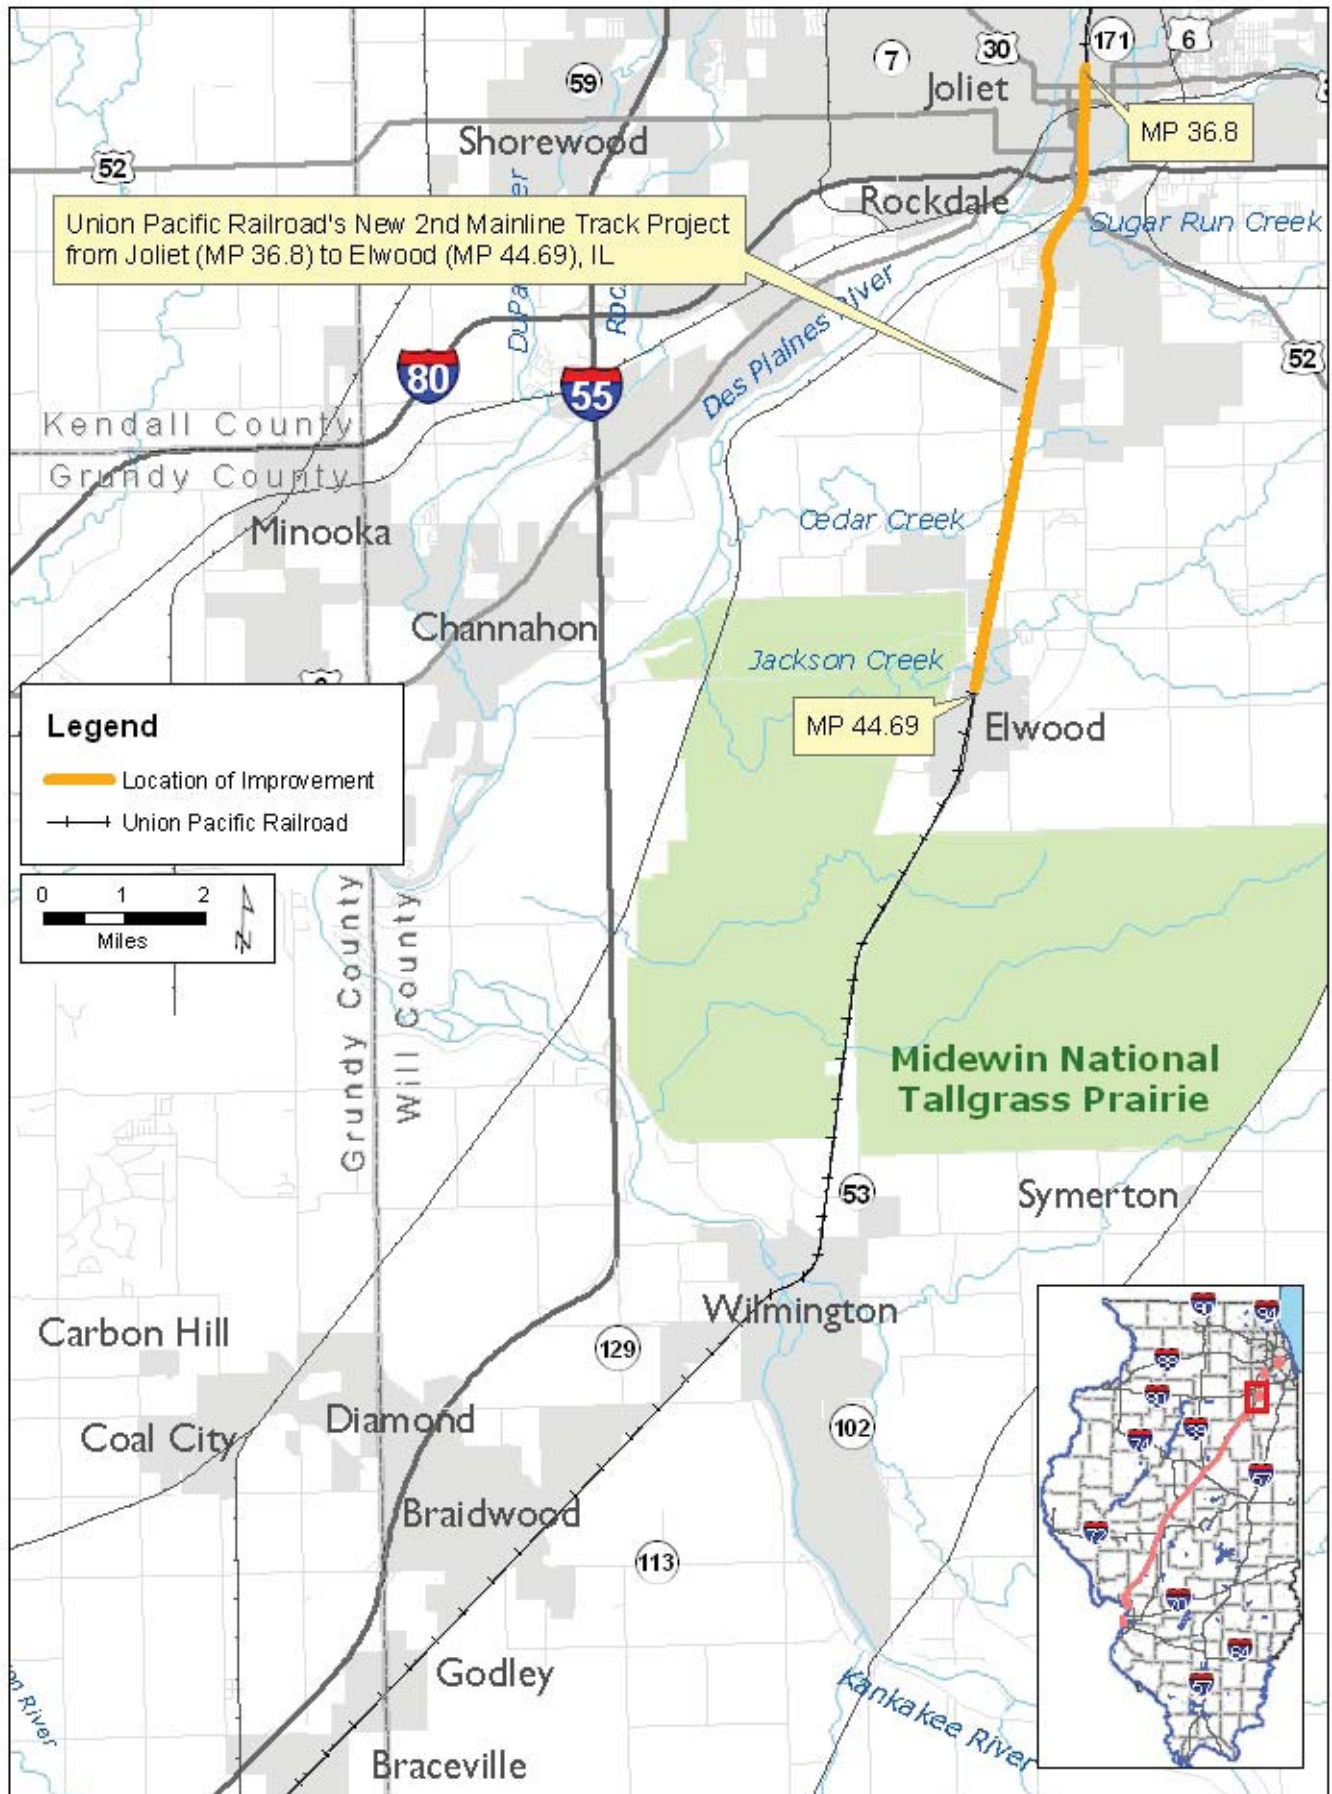 59
7
30
171
6
Joliet
Shorewood
MP 36.8
52
Rockdale
Sugar Run Creek
Union Pacific Railroad's New 2nd Mainline Track Project
from Joliet (MP 36.8) to Elwood (MP 44.69), IL
Des Plaines River
80
55
52
Kendall County
Grundy County
Minooka
Cedar Creek
Channahon
Jackson Creek
MP 44.69
Elwood
Legend
Location of Improvement
Union Pacific Railroad
0 1 2
Miles
N
Grundy County
Will County
Midewin National
Tallgrass Prairie
53
Symerton
Wilmington
Carbon Hill
129
Diamond
Coal City
102
Braidwood
113
Godley
Kankakee River
Braceville
River